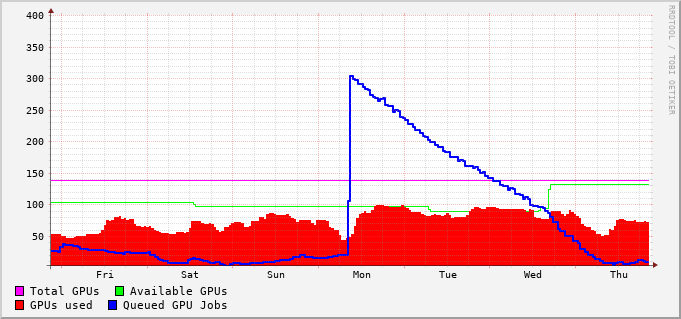 400
350
300
250
200
150
100
50
Fri Sat Sun Mon Tue Wed Thu
Total GPUs Available GPUs
GPUs used Queued GPU Jobs
RRDTOOL / TOBI OETIKER